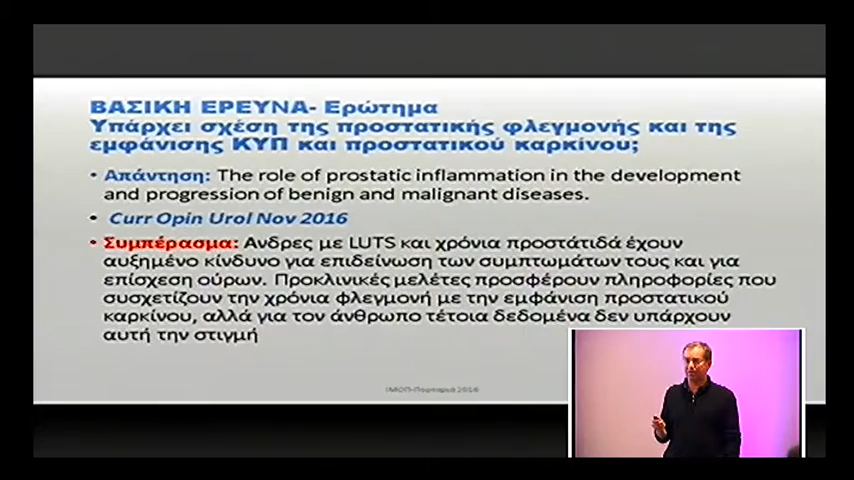 ΒΑΣΙΚΗ ΕΡΕΥΝΑ- Ερώτημα
Υπάρχει σχέση της προστατικής φλεγμονής και της
εμφάνισης ΚΥΠ και προστατικού καρκίνου;
• Απάντηση: The role of prostatic inflammation in the development
and progression of benign and malignant diseases.
• Curr Opin Urol Nov 2016
• Συμπέρασμα: Ανδρες με LUTS και χρόνια προστάτιδά έχουν
αυξημένο κίνδυνο για επιδείνωση των συμπτωμάτων τους και για
επίσχεση ούρων. Προκλινικές μελέτες προσφέρουν πληροφορίες που
συσχετίζουν την χρόνια φλεγμονή με την εμφάνιση προστατικού
καρκίνου, αλλά για τον άνθρωπο τέτοια δεδομένα δεν υπάρχουν
αυτή την στιγμή
ΙΜΟΠ-Πορταριά 2016